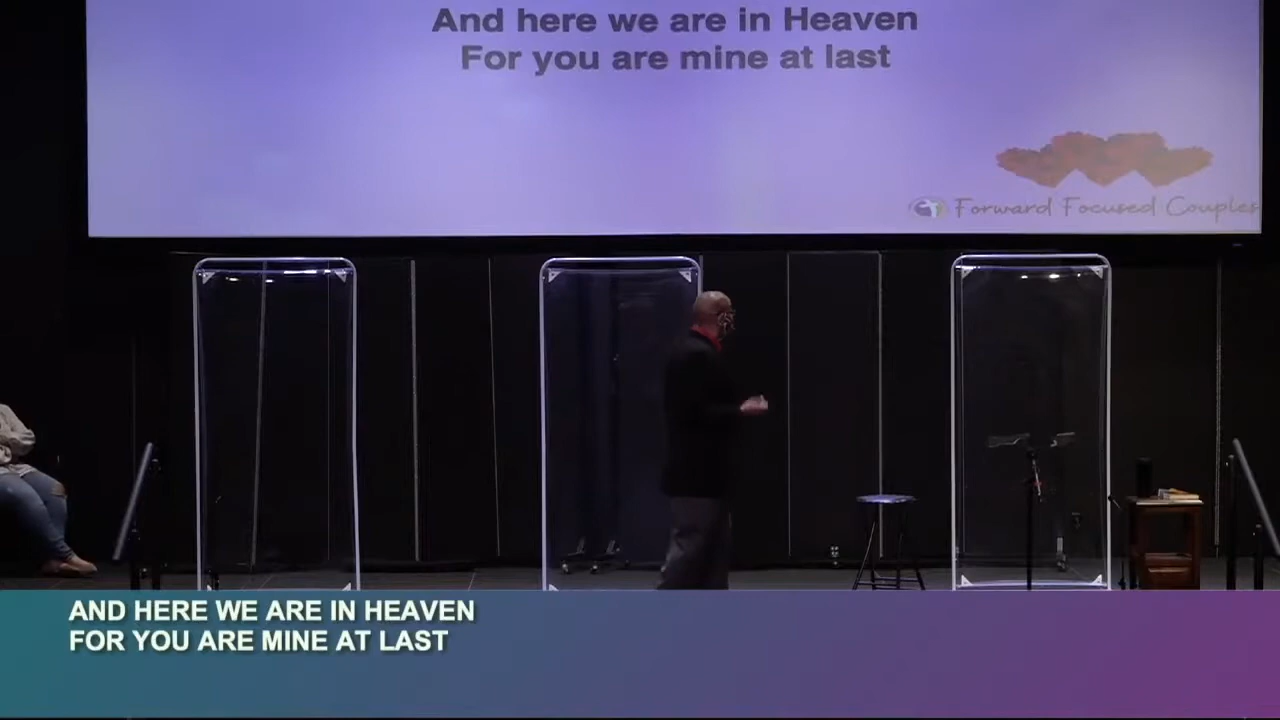 And here we are in Heaven
For you are mine at last
Forward Focused Couples
AND HERE WE ARE IN HEAVEN
FOR YOU ARE MINE AT LAST